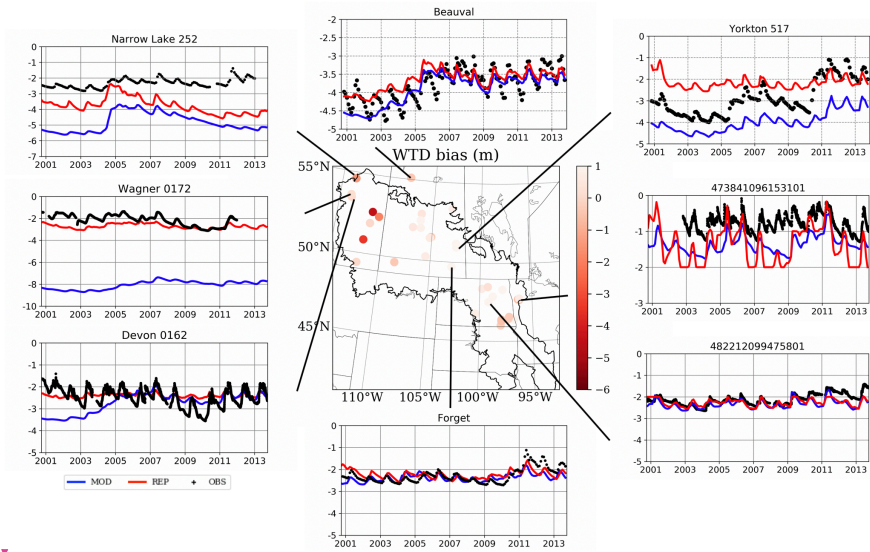 Narrow Lake 252
0
-1
-2
-3
-4
-5
-6
-7
2001 2003 2005 2007 2009 2011 2013
Wagner 0172
0
-2
-4
-6
-8
-10
2001 2003 2005 2007 2009 2011 2013
Devon 0162
0
-1
-2
-3
-4
-5
2001 2003 2005 2007 2009 2011 2013
MOD REP OBS
Beauval
-2
-2.5
-3
-3.5
-4
-4.5
-5
2001 2003 2005 2007 2009 2011 2013
WTD bias (m)
55°N
50°N
45°N
110°W 105°W 100°W 95°W
1
0
−1
−2
−3
−4
−5
−6
Forget
0
-1
-2
-3
-4
-5
2001 2003 2005 2007 2009 2011 2013
Yorkton 517
0
-1
-2
-3
-4
-5
2001 2003 2005 2007 2009 2011 2013
473841096153101
0
-1
-2
-3
2001 2003 2005 2007 2009 2011 2013
482212099475801
0
-1
-2
-3
-4
-5
2001 2003 2005 2007 2009 2011 2013